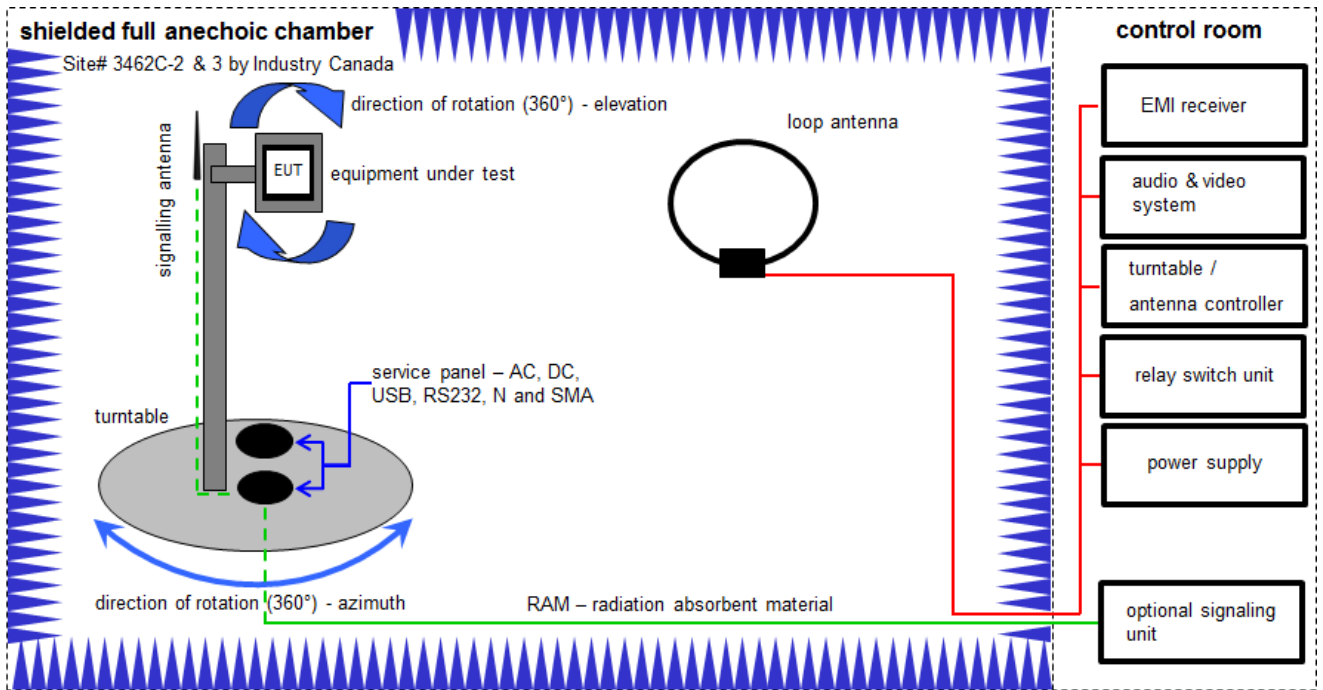 shielded full anechoic chamber
Site# 3462C-2 & 3 by Industry Canada
direction of rotation (360°) - elevation
signalling antenna
EUT
equipment under test
loop antenna
service panel – AC, DC,
USB, RS232, N and SMA
turntable
direction of rotation (360°) - azimuth
RAM – radiation absorbent material
control room
EMI receiver
audio & video
system
turntable /
antenna controller
relay switch unit
power supply
optional signaling
unit